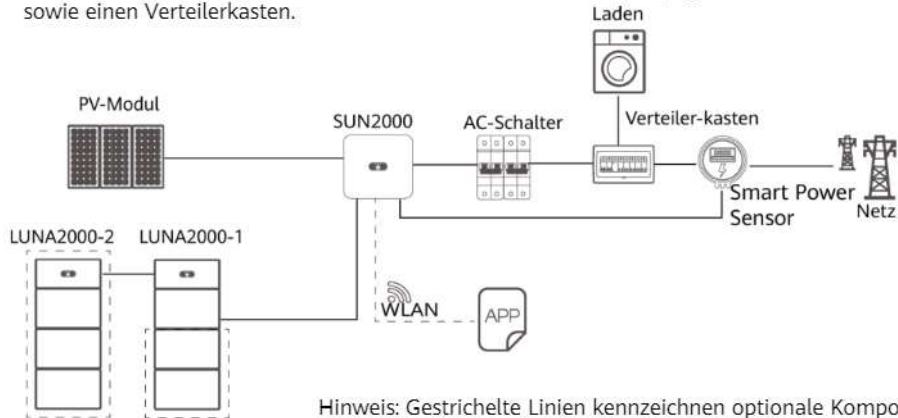 sowie einen Verteilerkasten.
Laden
PV-Modul
SUN2000
AC-Schalter
Verteiler-kasten
Smart Power
Sensor
Netz
LUNA2000-2
LUNA2000-1
WLAN
APP
Hinweis: Gestrichelte Linien kennzeichnen optionale